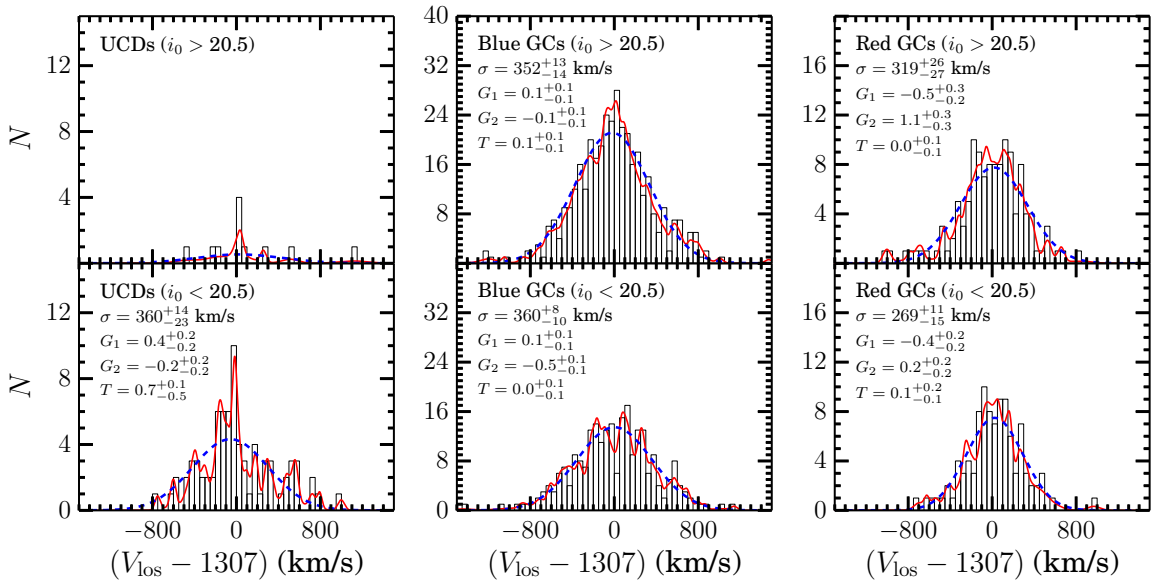 UCDs (i₀ > 20.5)
N
12
8
4
Blue GCs (i₀ > 20.5)
σ = 352⁺¹³₋₁₄ km/s
G₁ = 0.1⁺⁰·¹₋₀.₁
G₂ = −0.1⁺⁰·¹₋₀.₁
T = 0.1⁺⁰·¹₋₀.₁
40
32
24
16
8
Red GCs (i₀ > 20.5)
σ = 319⁺²⁶₋₂₇ km/s
G₁ = −0.5⁺⁰·³₋₀.₂
G₂ = 1.1⁺⁰·³₋₀.₃
T = 0.0⁺⁰·¹₋₀.₁
16
12
8
4
UCDs (i₀ < 20.5)
σ = 360⁺¹⁴₋₂₃ km/s
G₁ = 0.4⁺⁰·²₋₀.₂
G₂ = −0.2⁺⁰·²₋₀.₂
T = 0.7⁺⁰·¹₋₀.₅
N
12
8
4
0
−800 0 800
(V_los − 1307) (km/s)
Blue GCs (i₀ < 20.5)
σ = 360⁺⁸₋₁₀ km/s
G₁ = 0.1⁺⁰·¹₋₀.₁
G₂ = −0.5⁺⁰·¹₋₀.₁
T = 0.0⁺⁰·¹₋₀.₁
32
24
16
8
0
−800 0 800
(V_los − 1307) (km/s)
Red GCs (i₀ < 20.5)
σ = 269⁺¹¹₋₁₅ km/s
G₁ = −0.4⁺⁰·²₋₀.₂
G₂ = 0.2⁺⁰·²₋₀.₂
T = 0.1⁺⁰·²₋₀.₁
16
12
8
4
0
−800 0 800
(V_los − 1307) (km/s)